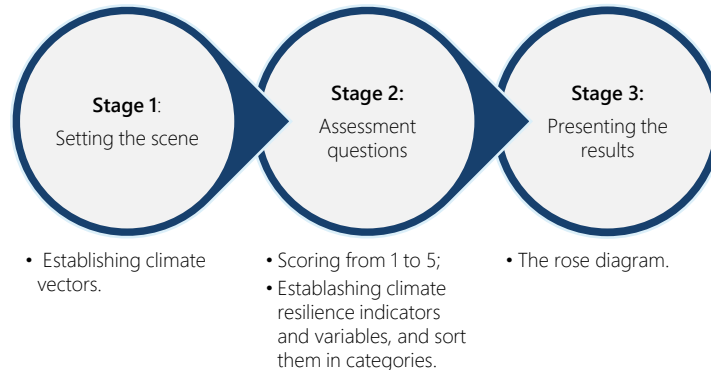 Stage 1:
Setting the scene
Stage 2:
Assessment
questions
Stage 3:
Presenting the
results
• Establishing climate
vectors.
• Scoring from 1 to 5;
• Establashing climate
resilience indicators
and variables, and sort
them in categories.
• The rose diagram.